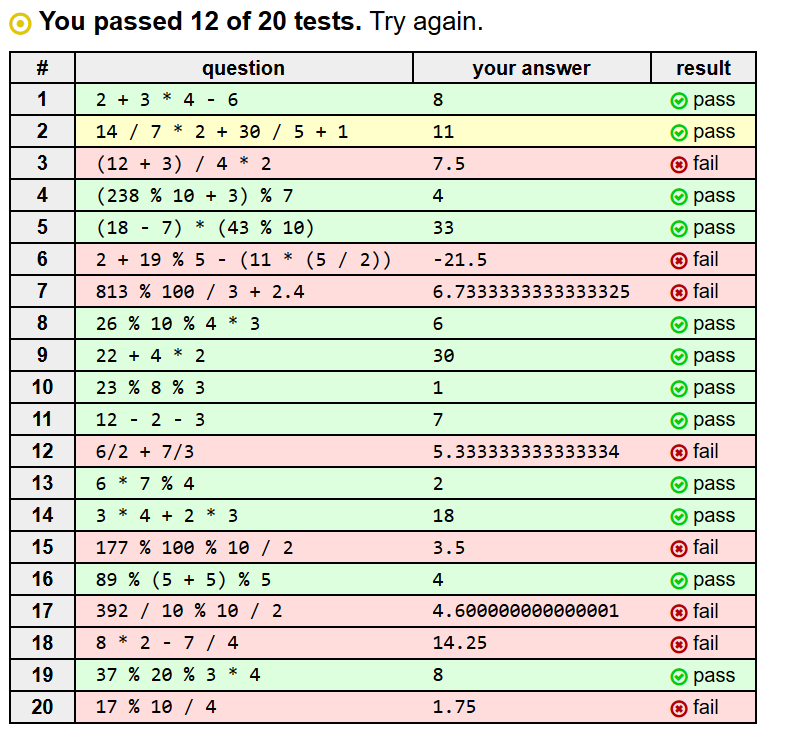 You passed 12 of 20 tests. Try again.
# question your answer result
1 2 + 3 * 4 - 6 8 pass
2 14 / 7 * 2 + 30 / 5 + 1 11 pass
3 (12 + 3) / 4 * 2 7.5 fail
4 (238 % 10 + 3) % 7 4 pass
5 (18 - 7) * (43 % 10) 33 pass
6 2 + 19 % 5 - (11 * (5 / 2)) -21.5 fail
7 813 % 100 / 3 + 2.4 6.7333333333333325 fail
8 26 % 10 % 4 * 3 6 pass
9 22 + 4 * 2 30 pass
10 23 % 8 % 3 1 pass
11 12 - 2 - 3 7 pass
12 6/2 + 7/3 5.333333333333334 fail
13 6 * 7 % 4 2 pass
14 3 * 4 + 2 * 3 18 pass
15 177 % 100 % 10 / 2 3.5 fail
16 89 % (5 + 5) % 5 4 pass
17 392 / 10 % 10 / 2 4.600000000000001 fail
18 8 * 2 - 7 / 4 14.25 fail
19 37 % 20 % 3 * 4 8 pass
20 17 % 10 / 4 1.75 fail